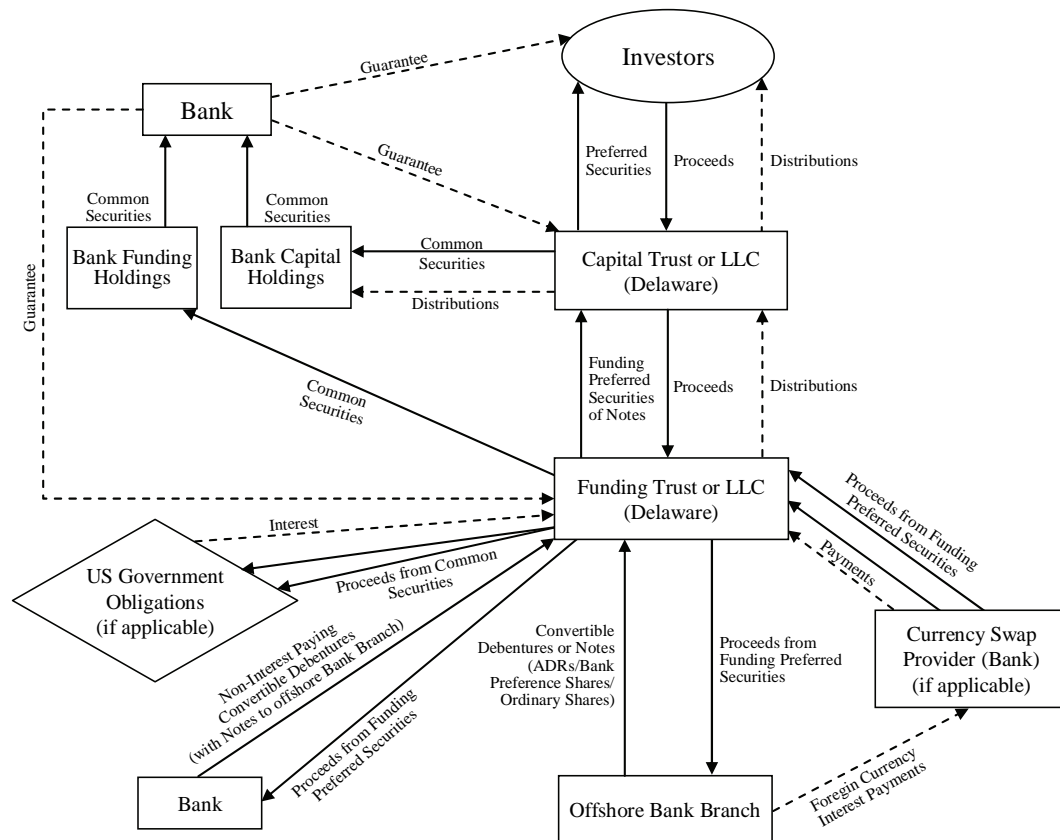 Investors
Guarantee
Bank
Guarantee
Preferred
Securities
Proceeds
Distributions
Common
Securities
Common
Securities
Bank Funding
Holdings
Bank Capital
Holdings
Common
Securities
Distributions
Capital Trust or LLC
(Delaware)
Guarantee
Funding
Preferred
Securities
of Notes
Proceeds
Distributions
Common
Securities
Funding Trust or LLC
(Delaware)
Proceeds from Funding
Preferred Securities
Interest
Payments
US Government
Obligations
(if applicable)
Proceeds from Common
Securities
Non-Interest Paying
Convertible Debentures
(with Notes to offshore Bank Branch)
Convertible
Debentures or Notes
(ADRs/Bank
Preference Shares/
Ordinary Shares)
Proceeds from
Funding Preferred
Securities
Currency Swap
Provider (Bank)
(if applicable)
Proceeds from Funding
Preferred Securities
Bank
Offshore Bank Branch
Foregin Currency
Interest Payments